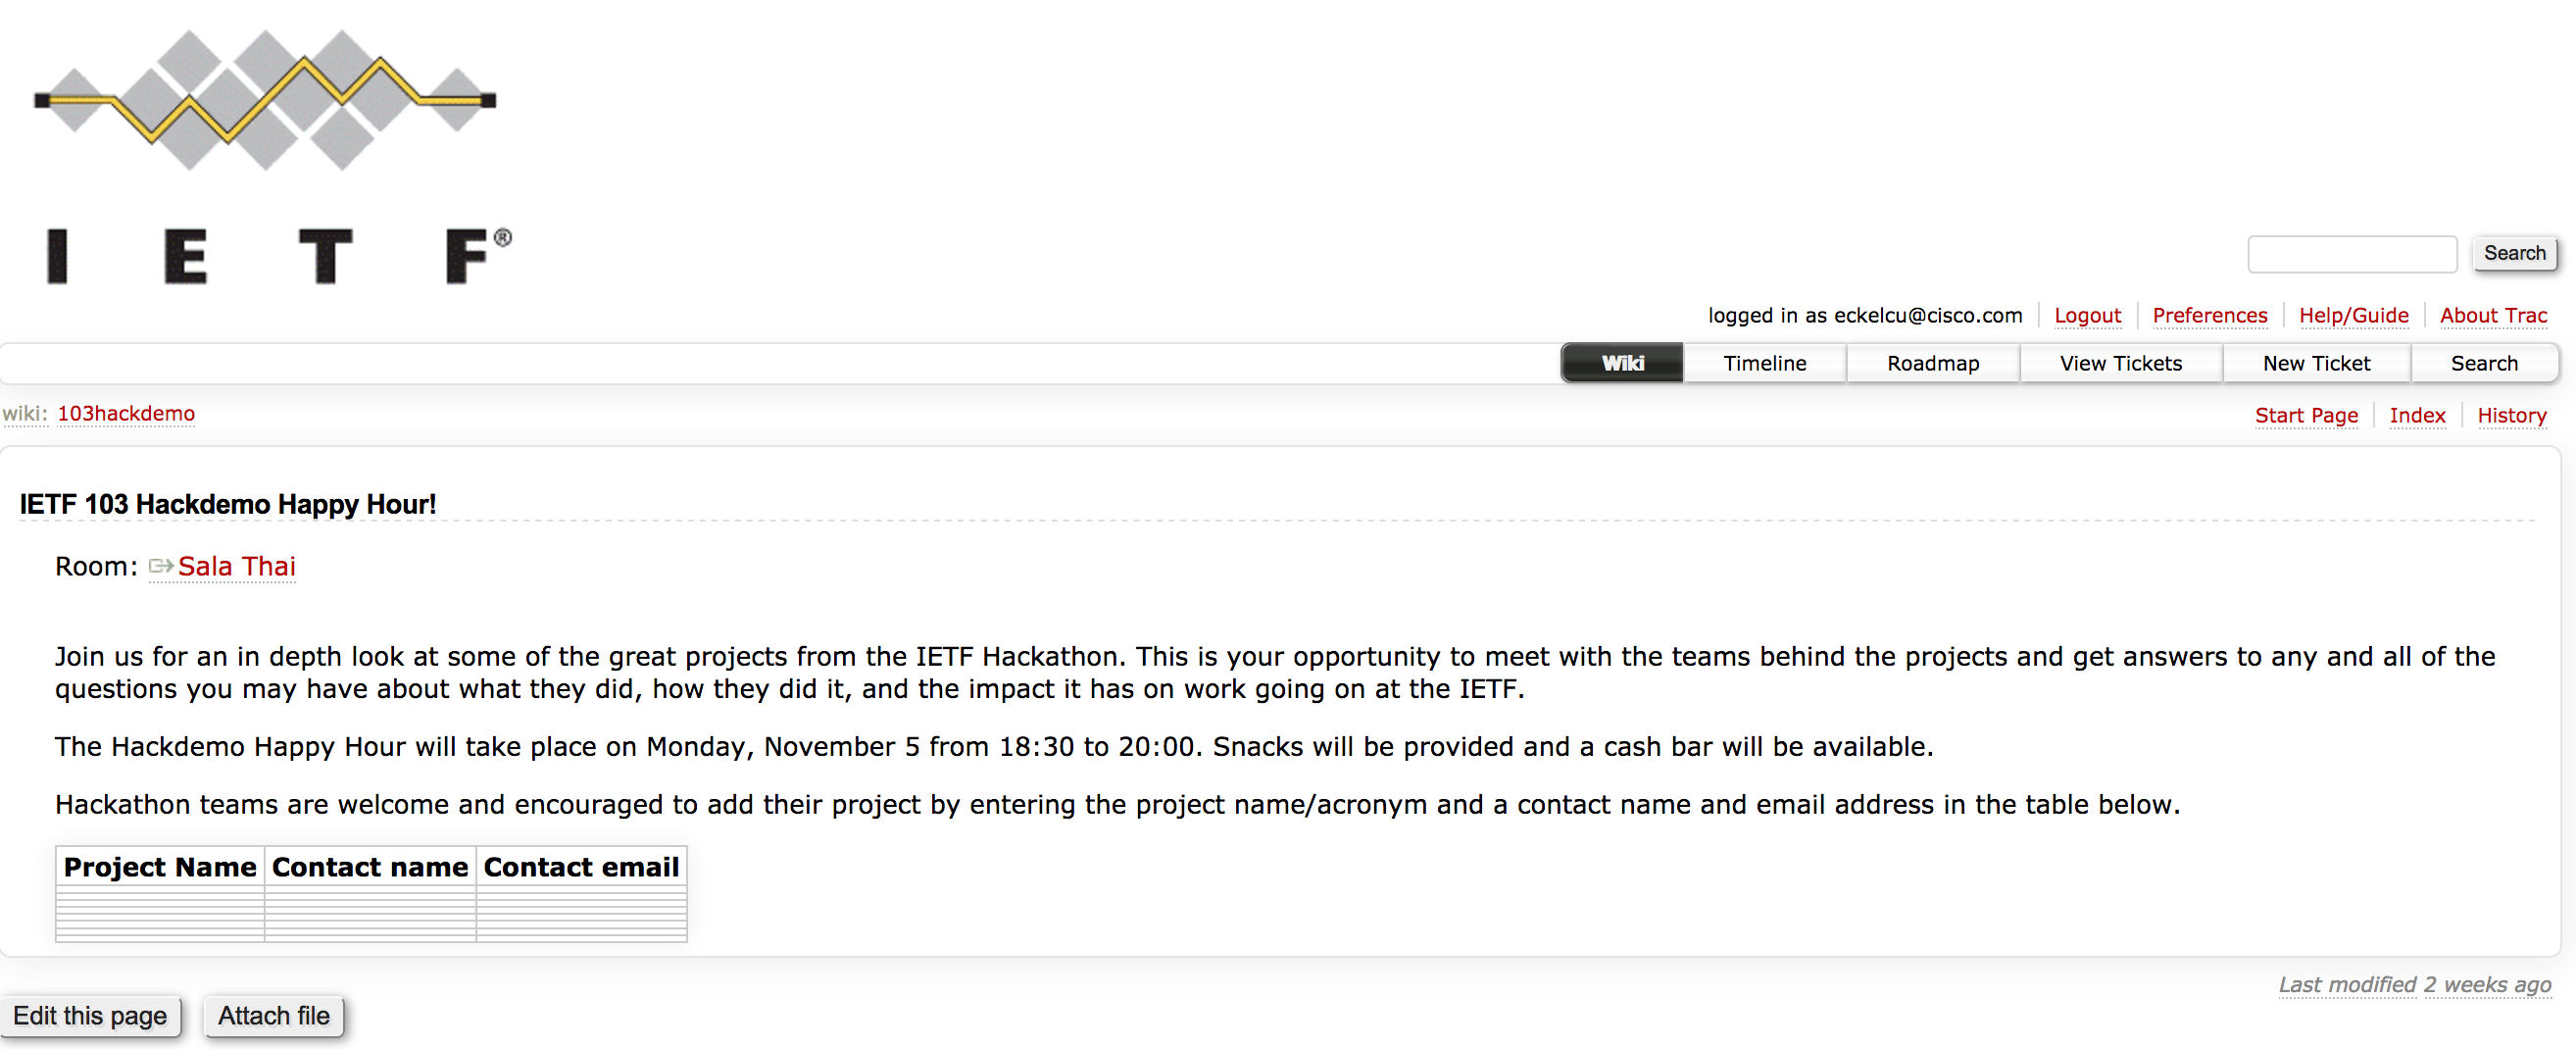 I E T F®
Search
logged in as eckelcu@cisco.com Logout Preferences Help/Guide About Trac
Wiki Timeline Roadmap View Tickets New Ticket Search
wiki: 103hackdemo Start Page Index History
IETF 103 Hackdemo Happy Hour!
Room: Sala Thai
Join us for an in depth look at some of the great projects from the IETF Hackathon. This is your opportunity to meet with the teams behind the projects and get answers to any and all of the
questions you may have about what they did, how they did it, and the impact it has on work going on at the IETF.
The Hackdemo Happy Hour will take place on Monday, November 5 from 18:30 to 20:00. Snacks will be provided and a cash bar will be available.
Hackathon teams are welcome and encouraged to add their project by entering the project name/acronym and a contact name and email address in the table below.
Project Name Contact name Contact email
Last modified 2 weeks ago
Edit this page Attach file